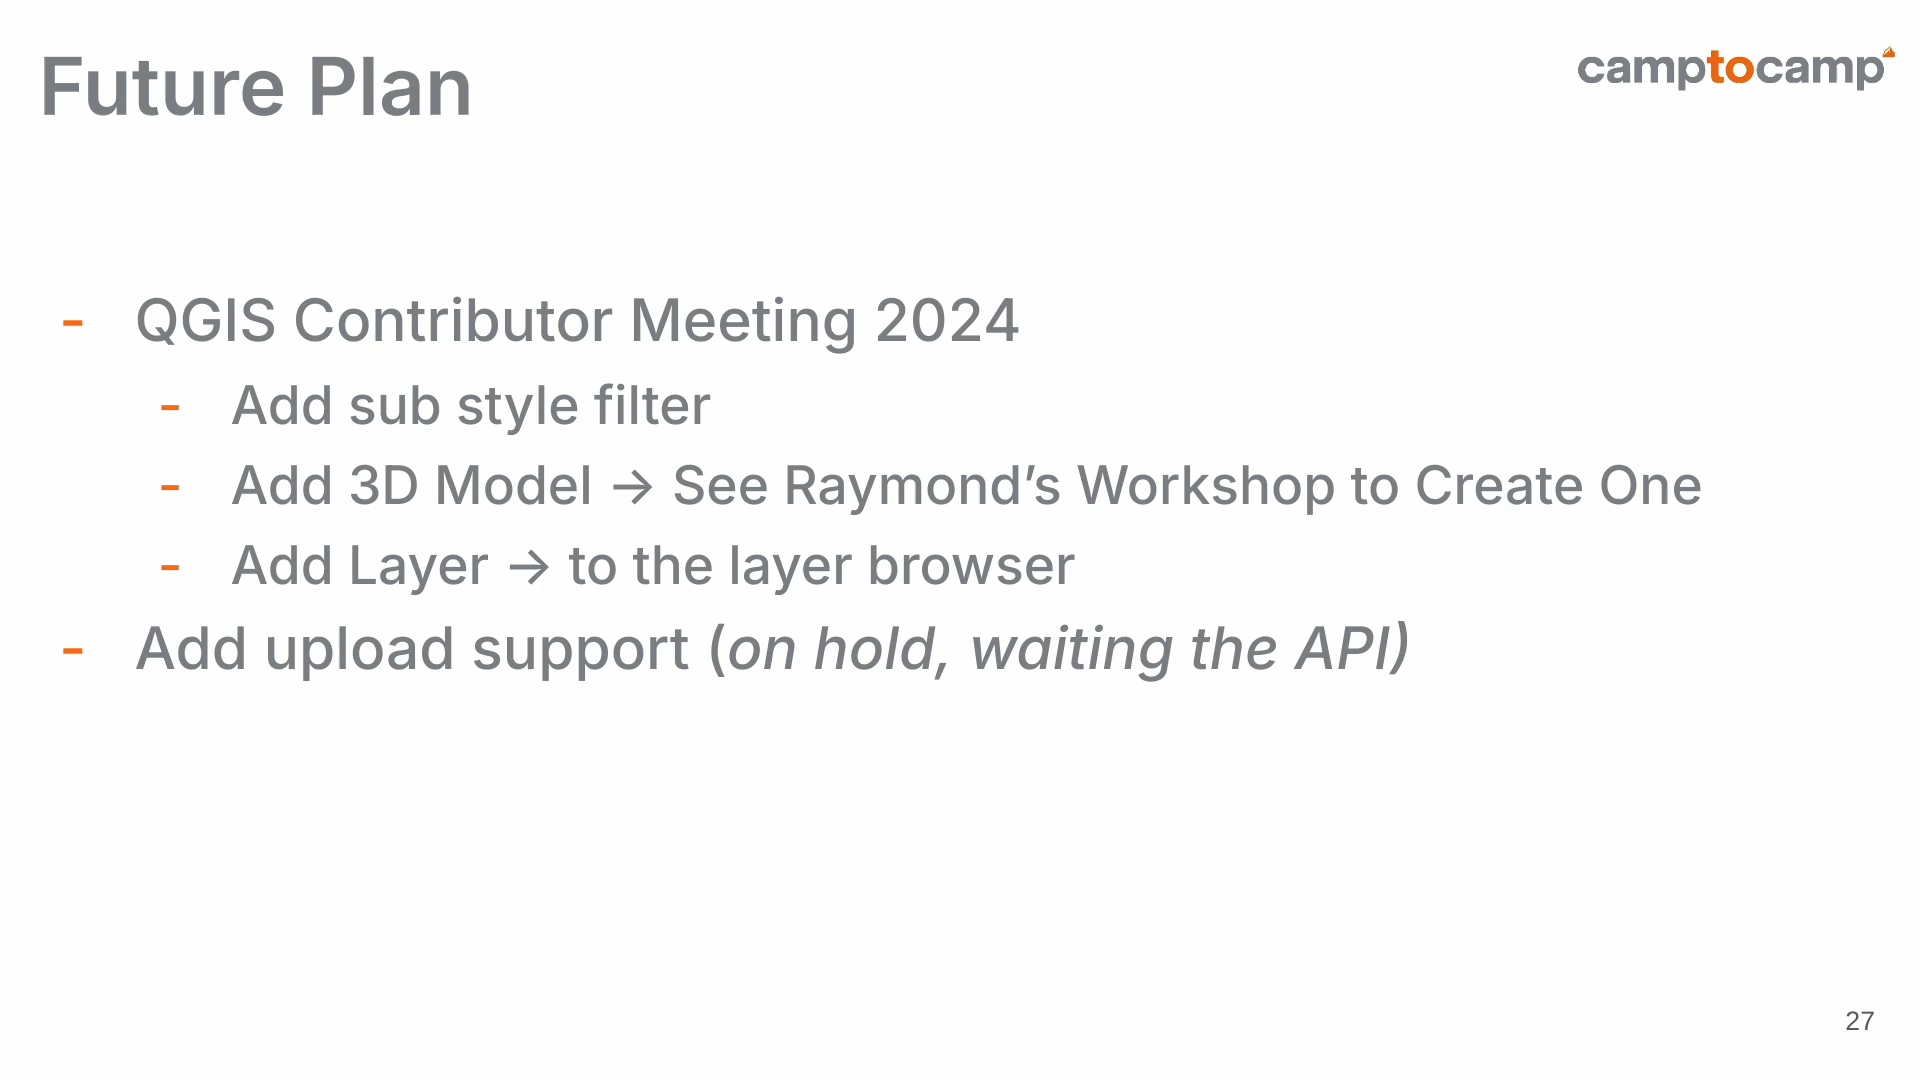 Future Plan
camptocamp
- QGIS Contributor Meeting 2024
- Add sub style filter
- Add 3D Model → See Raymond’s Workshop to Create One
- Add Layer → to the layer browser
- Add upload support (on hold, waiting the API)
27